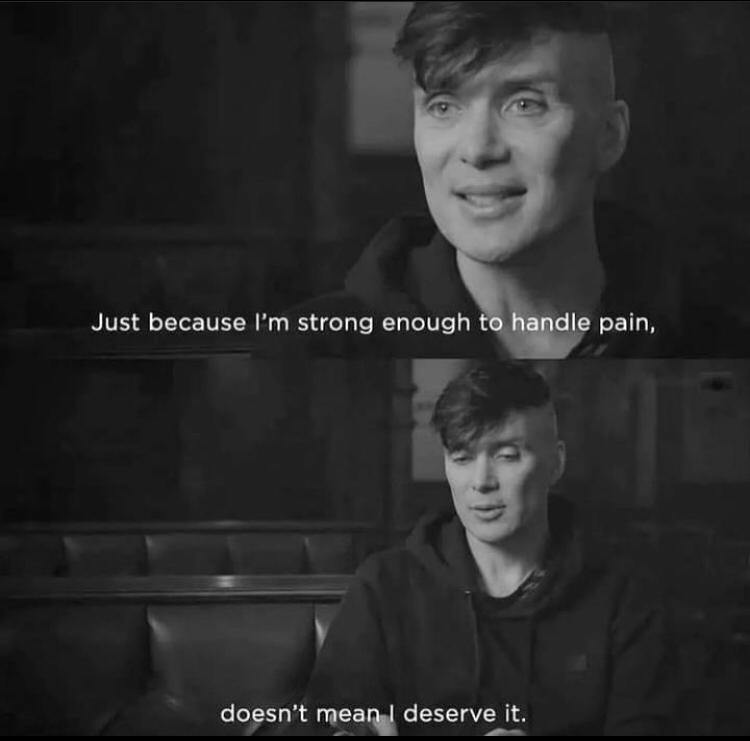 Just because I'm strong enough to handle pain,
doesn't mean I deserve it.